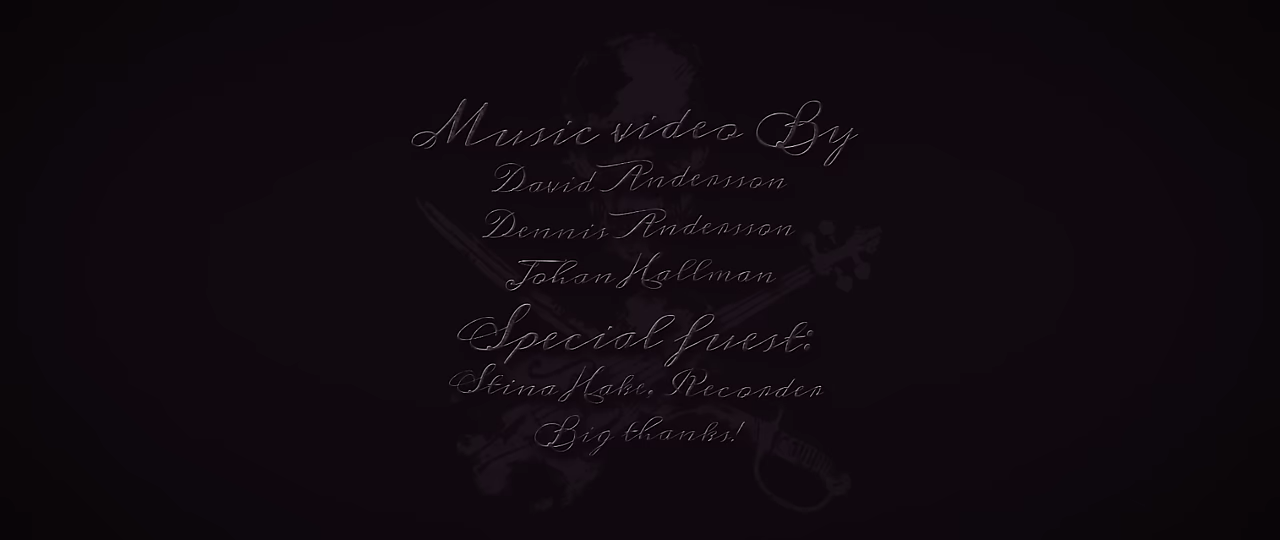 Music video By
David Andersson
Dennis Andersson
Johan Hallman
Special guest:
Stina Hake, Recorder
Big thanks!